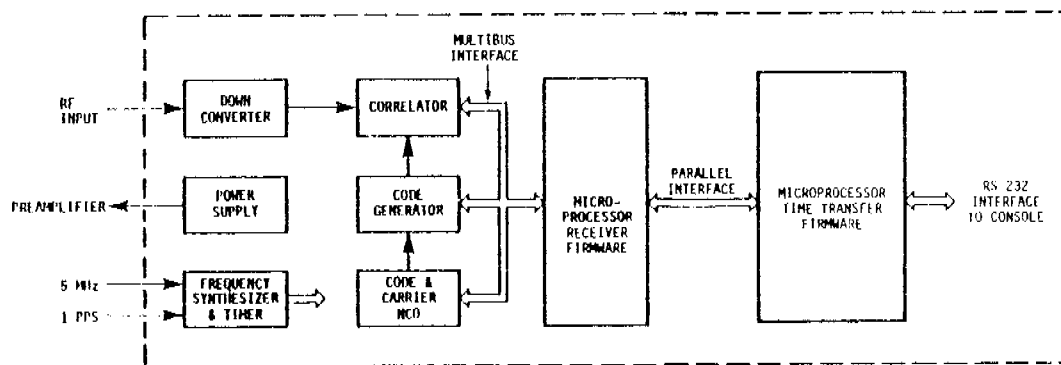 MULTIBUS
INTERFACE
RF
INPUT
DOWN
CONVERTER
CORRELATOR
PREAMPLIFIER
POWER
SUPPLY
CODE
GENERATOR
MICRO-
PROCESSOR
RECEIVER
FIRMWARE
PARALLEL
INTERFACE
MICROPROCESSOR
TIME TRANSFER
FIRMWARE
RS 232
INTERFACE
TO CONSOLE
5 MHz
1 PPS
FREQUENCY
SYNTHESIZER
& TIMER
CODE &
CARRIER
NCO